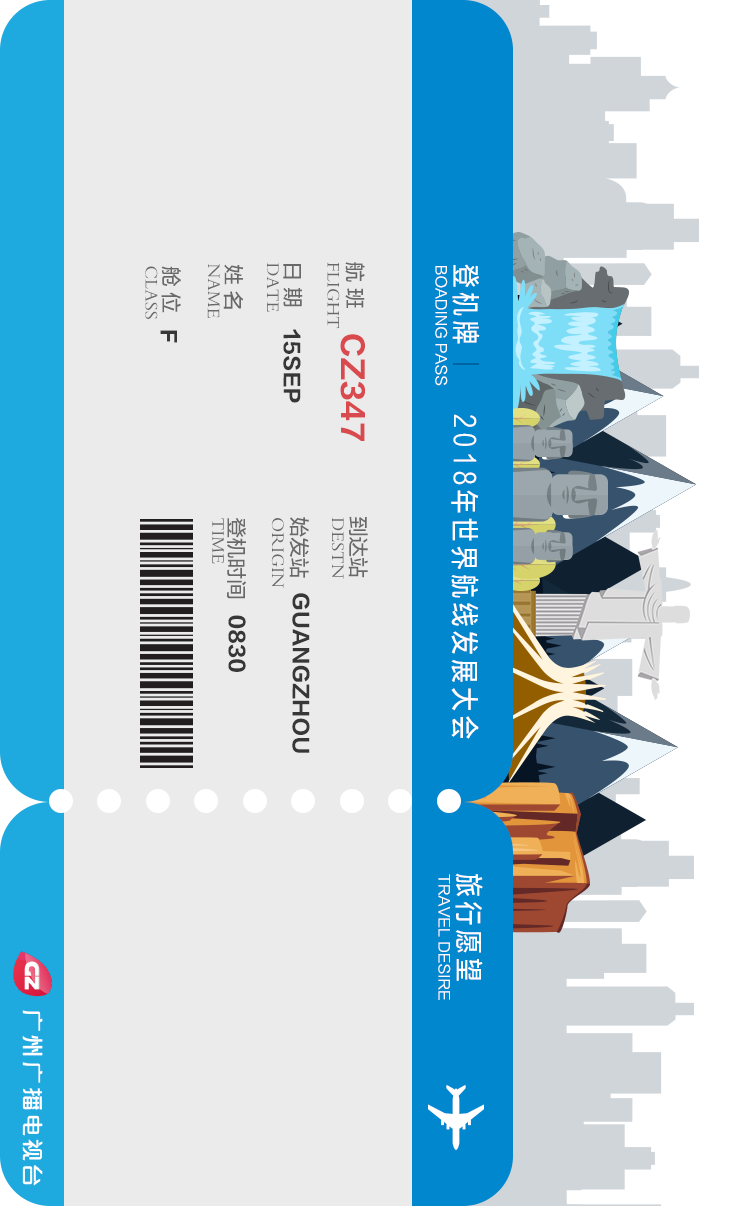 登机牌 | 2018年世界航线发展大会
BOADING PASS
航班 CZ347
FLIGHT
到达站
DESTN
日期 15SEP
DATE
始发站 GUANGZHOU
ORIGIN
姓名
NAME
登机时间 0830
TIME
舱位 F
CLASS
旅行愿望
TRAVEL DESIRE
GZ 广州广播电视台